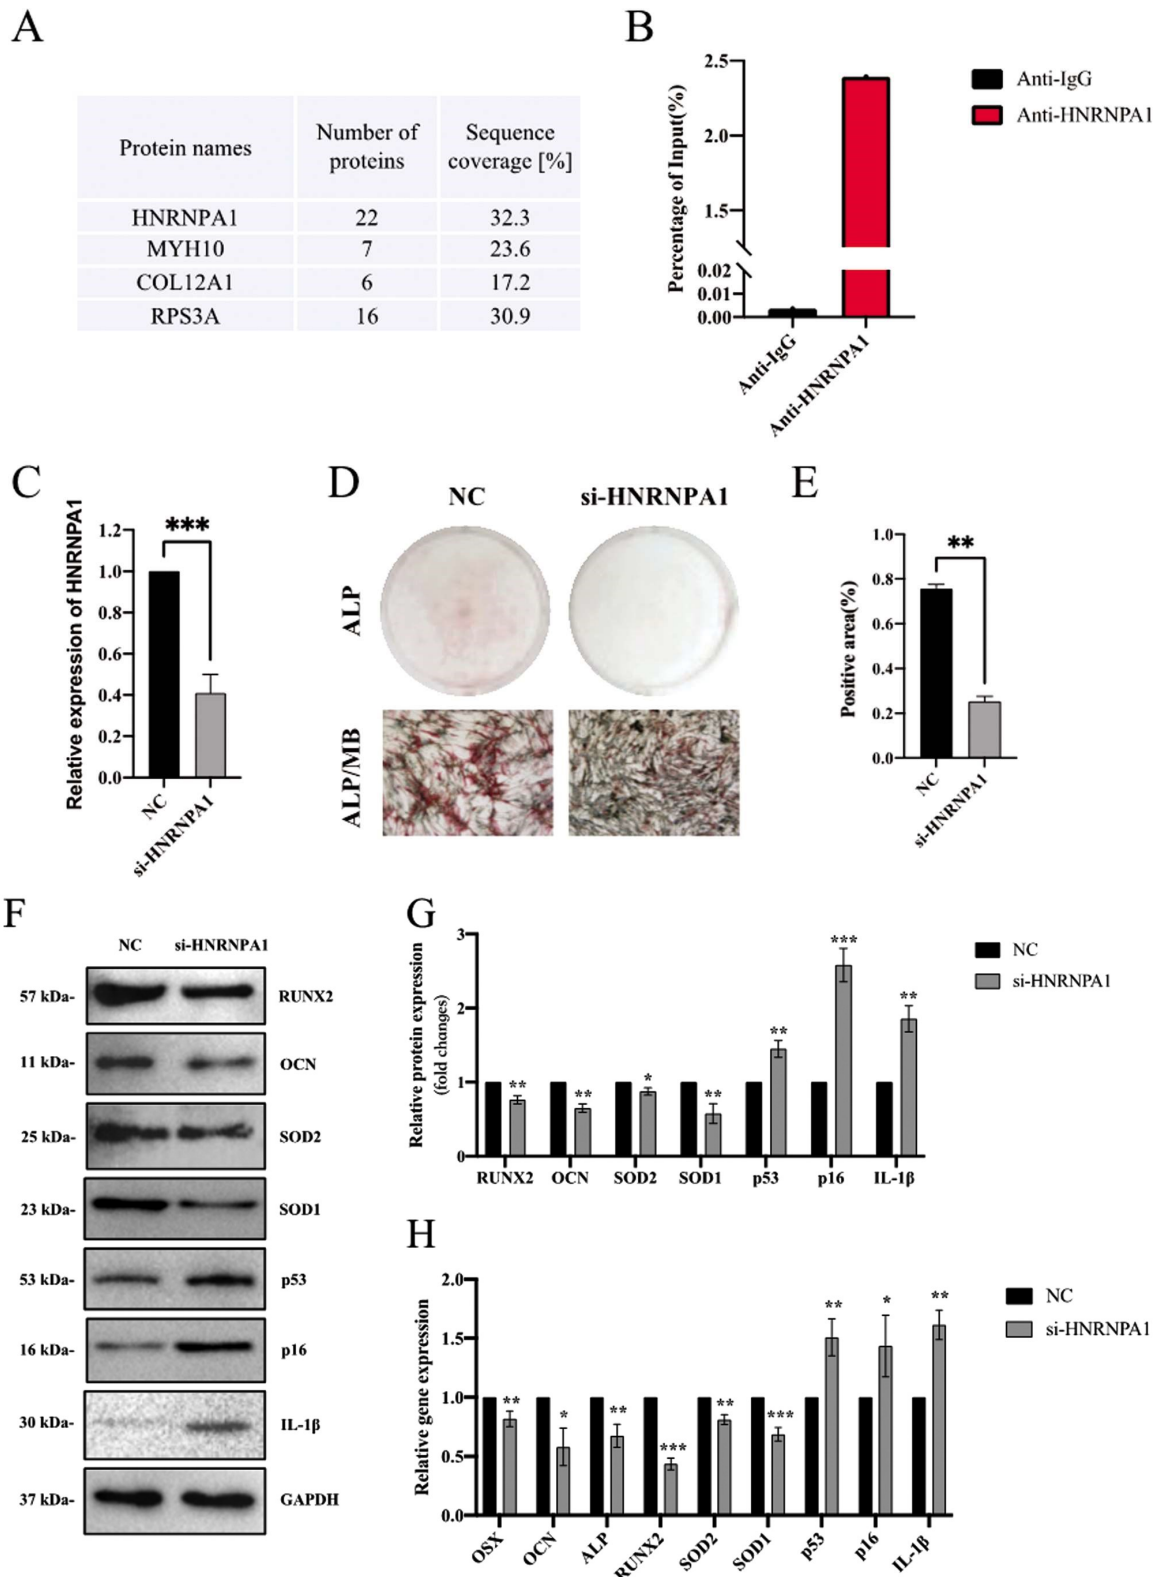 A
Protein names
Number of proteins
Sequence coverage [%]
HNRNPA1 22 32.3
MYH10 7 23.6
COL12A1 6 17.2
RPS3A 16 30.9
B
Percentage of Input(%)
2.5
2.0
1.5
0.02
0.01
0.00
Anti-IgG
Anti-HNRNPA1
Anti-IgG
Anti-HNRNPA1
C
Relative expression of HNRNPA1
1.2
1.0
0.8
0.6
0.4
0.2
0.0
***
NC
si-HNRNPA1
D
NC si-HNRNPA1
ALP
ALP/MB
E
Positive area(%)
1.0
0.8
0.6
0.4
0.2
0.0
**
NC
si-HNRNPA1
F
NC si-HNRNPA1
57 kDa- RUNX2
11 kDa- OCN
25 kDa- SOD2
23 kDa- SOD1
53 kDa- p53
16 kDa- p16
30 kDa- IL-1β
37 kDa- GAPDH
G
Relative protein expression
(fold changes)
3
2
1
0
** ** * ** ** *** **
RUNX2 OCN SOD2 SOD1 p53 p16 IL-1β
NC
si-HNRNPA1
H
Relative gene expression
2.0
1.5
1.0
0.5
0.0
** * ** *** ** *** ** * **
OSX OCN ALP RUNX2 SOD2 SOD1 p53 p16 IL-1β
NC
si-HNRNPA1